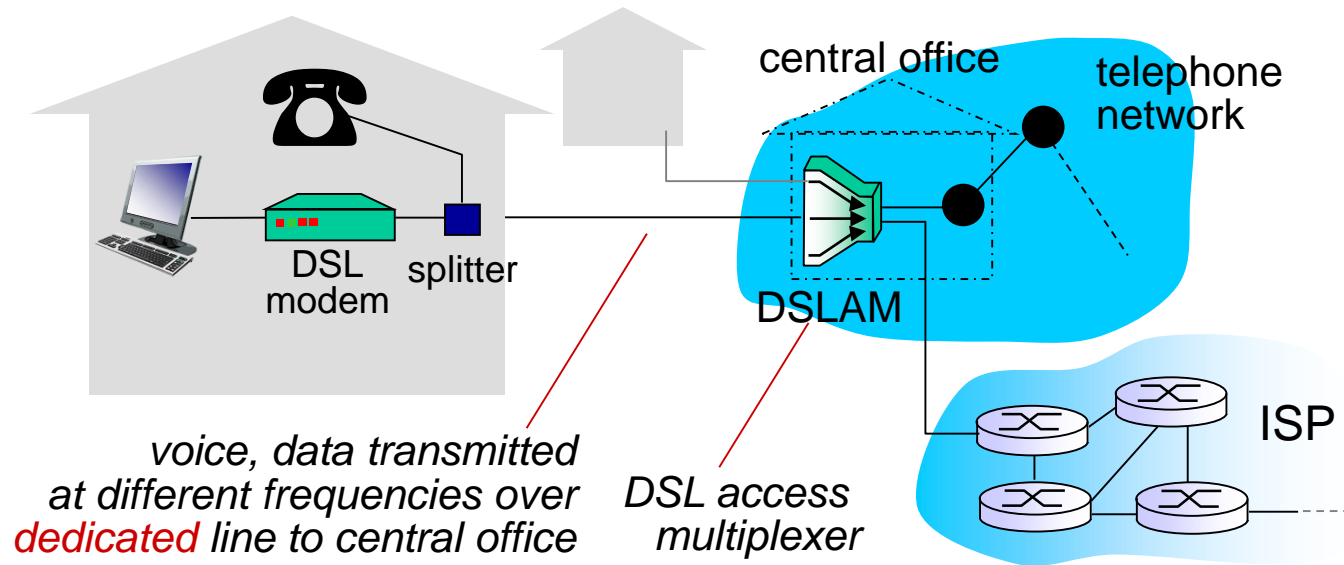 central office
telephone
network
DSL
modem
splitter
DSLAM
ISP
voice, data transmitted
at different frequencies over
dedicated line to central office
DSL access
multiplexer